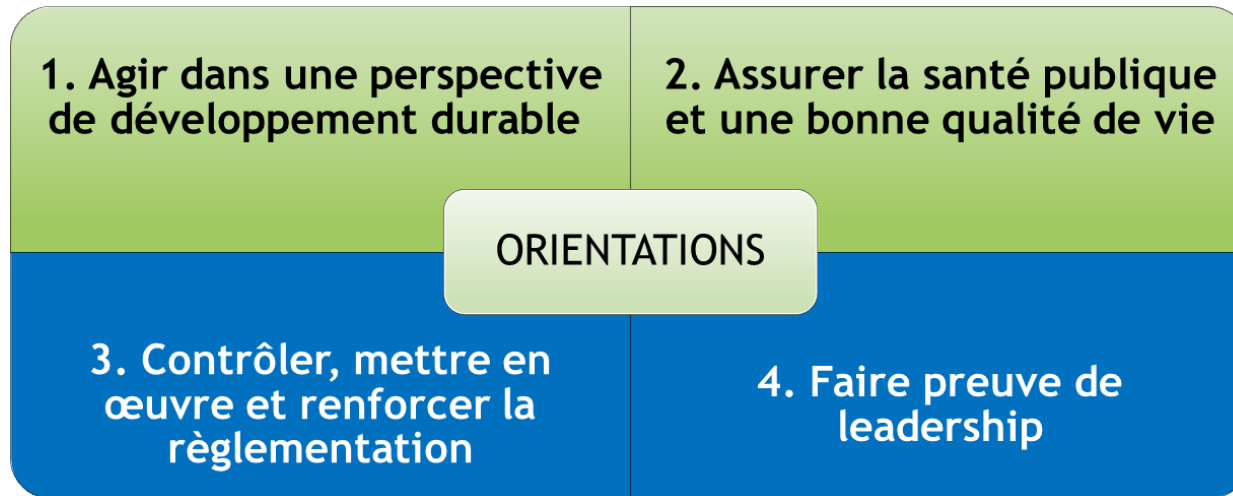 1. Agir dans une perspective
de développement durable
2. Assurer la santé publique
et une bonne qualité de vie
ORIENTATIONS
3. Contrôler, mettre en
œuvre et renforcer la
règlementation
4. Faire preuve de
leadership